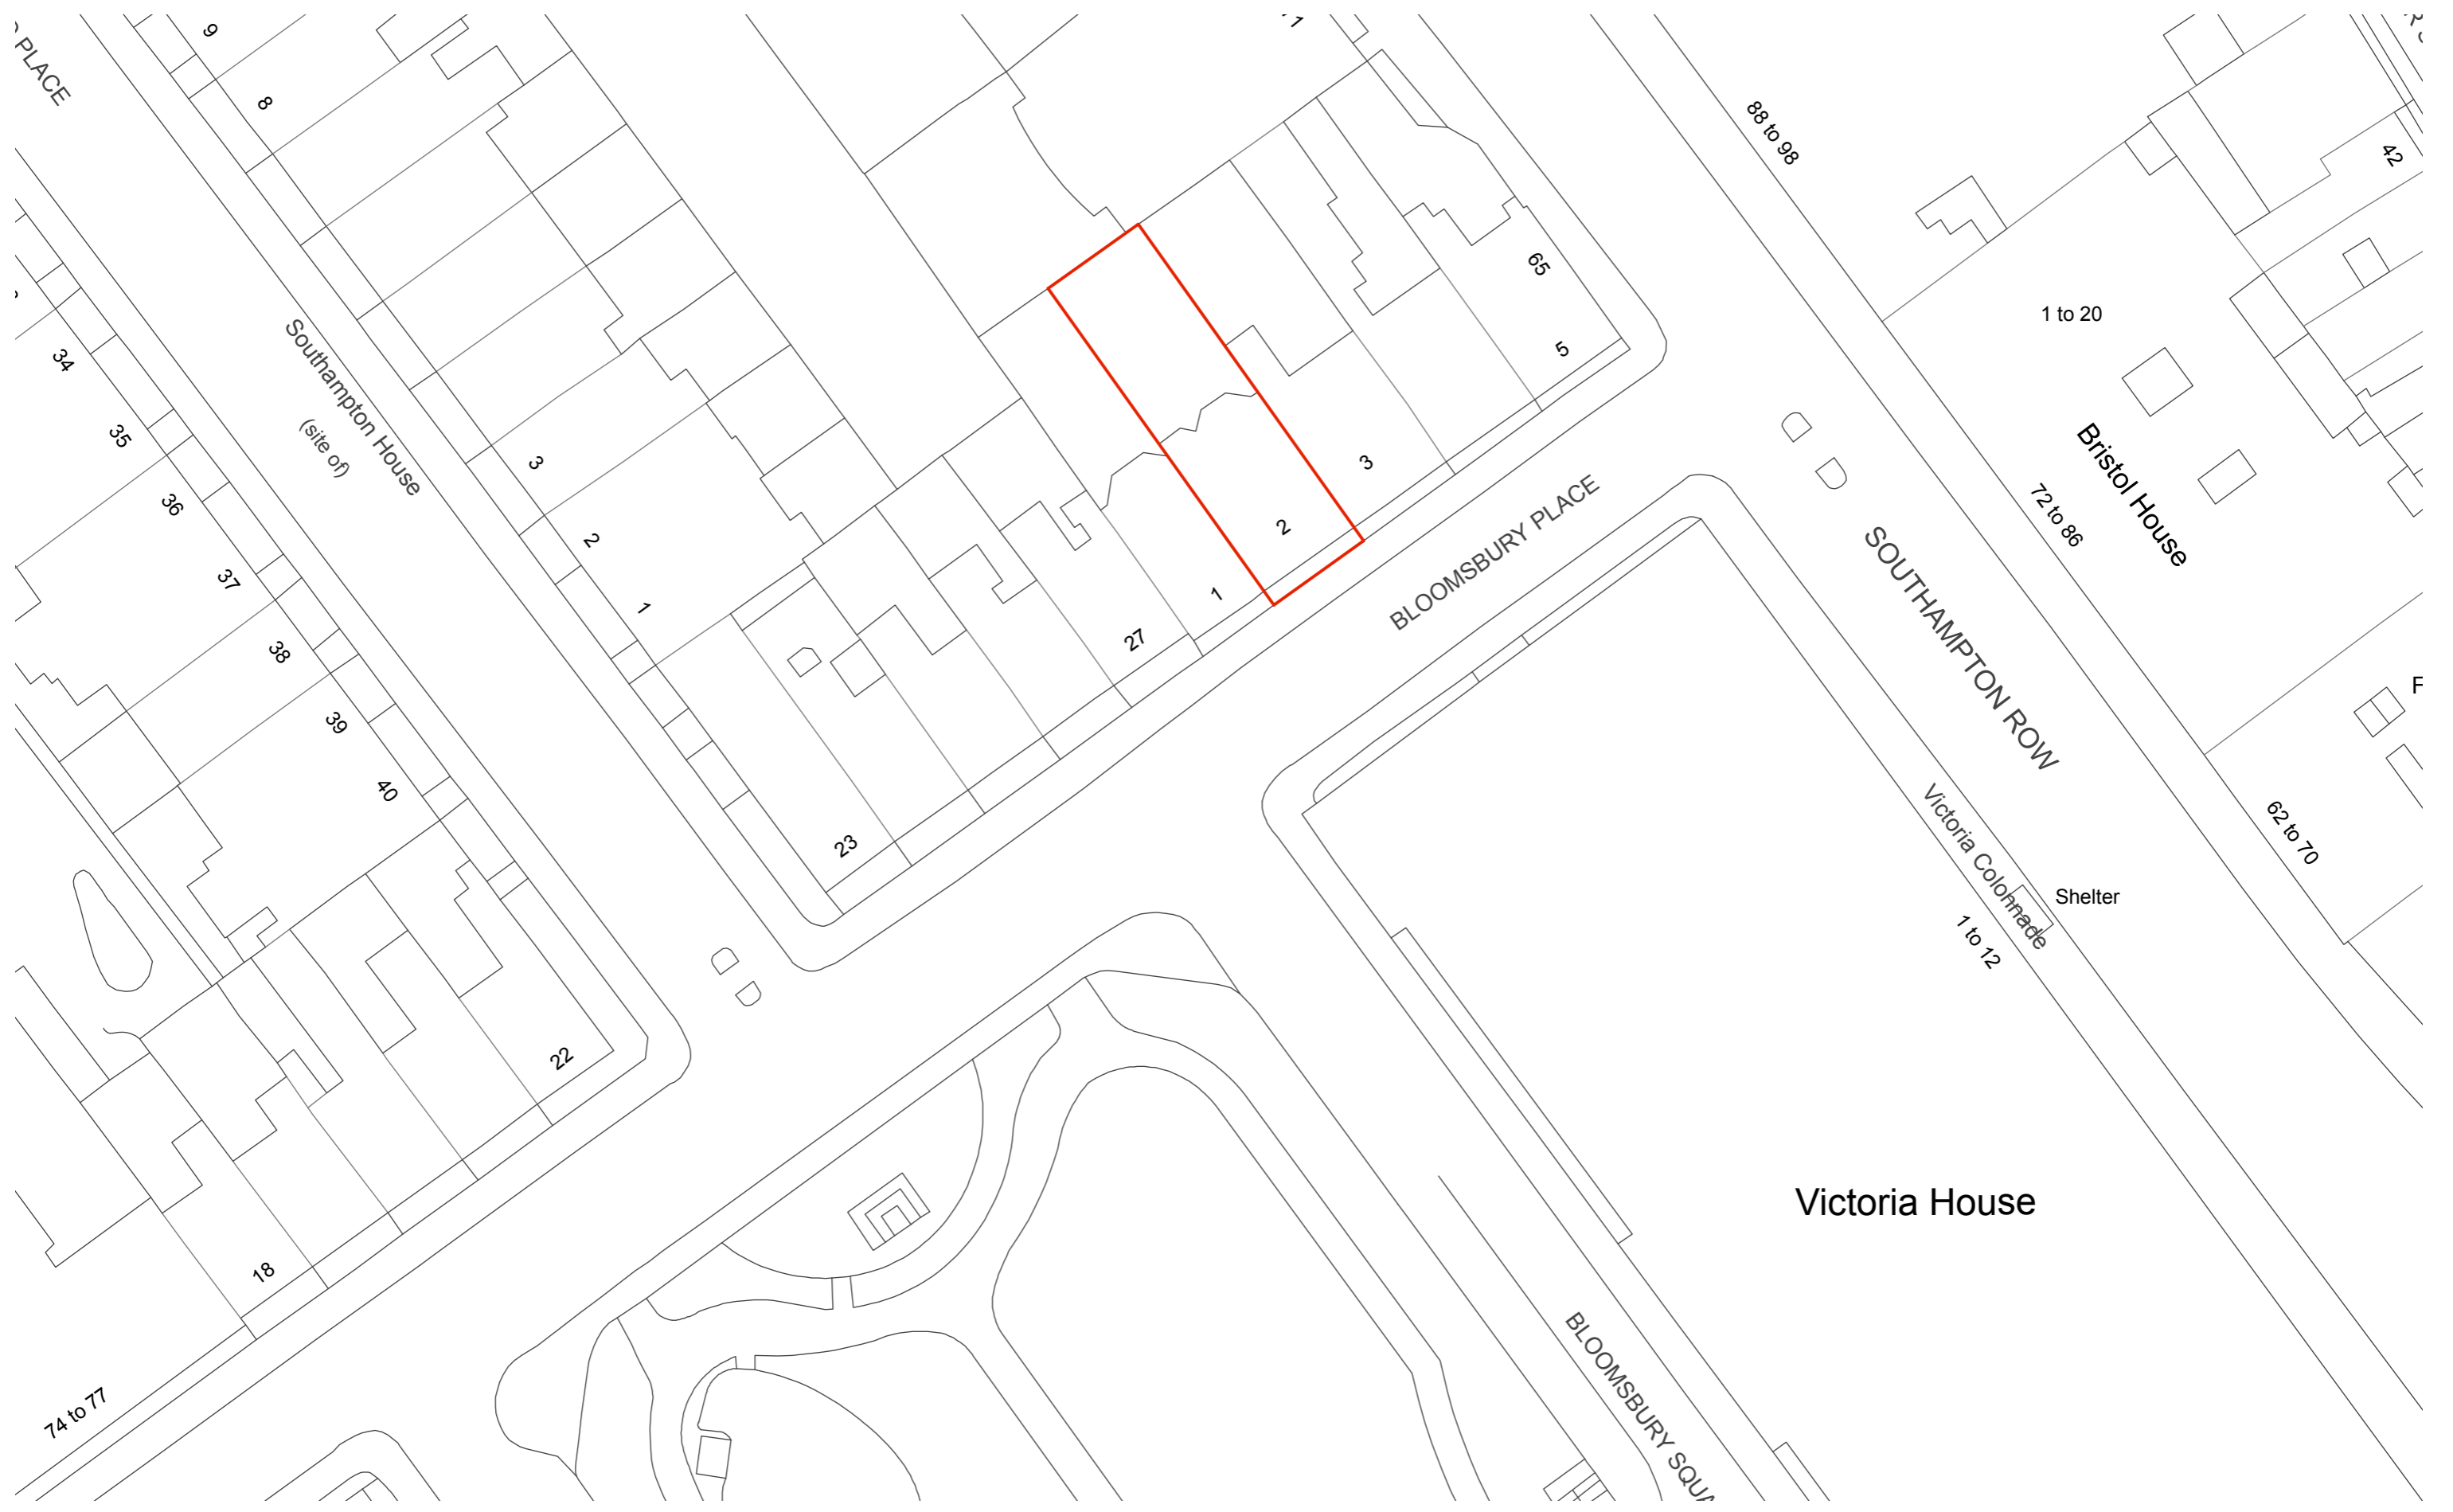 PLACE
9
8
88 to 98
42
65
1 to 20
Southampton House
(site of)
34
35
36
37
38
39
40
3
2
1
5
3
2
1
27
23
BLOOMSBURY PLACE
Bristol House
72 to 86
SOUTHAMPTON ROW
62 to 70
Victoria Colonnade
Shelter
1 to 12
22
18
74 to 77
Victoria House
BLOOMSBURY SQUA